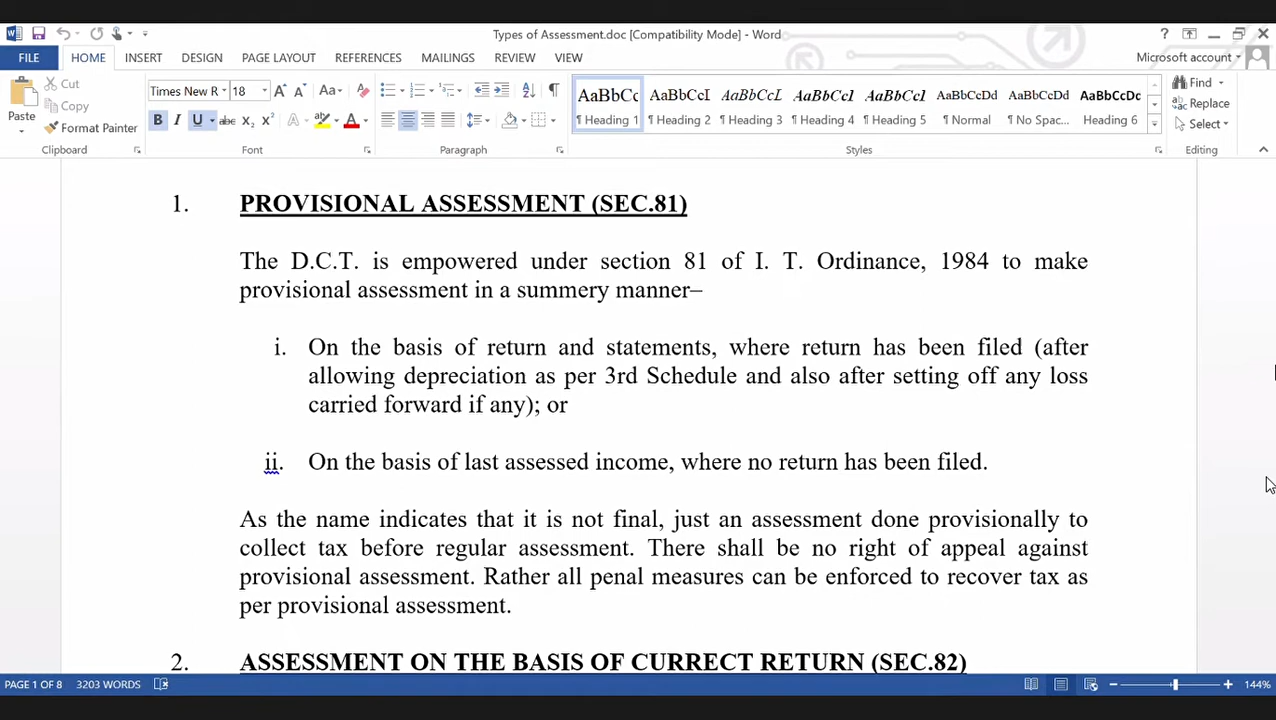 Types of Assessment.doc [Compatibility Mode] - Word
FILE HOME INSERT DESIGN PAGE LAYOUT REFERENCES MAILINGS REVIEW VIEW Microsoft account
Cut
Copy
Format Painter
Paste
Clipboard
Times New R 18
Font
Paragraph
AaBbCc AaBbCcL AaBbCcL AaBbCcl AaBbCcl AaBbCcDd AaBbCcDd AaBbCcDc
¶ Heading 1 ¶ Heading 2 ¶ Heading 3 ¶ Heading 4 ¶ Heading 5 ¶ Normal ¶ No Spac... Heading 6
Styles
Find
Replace
Select
Editing
1. PROVISIONAL ASSESSMENT (SEC.81)
The D.C.T. is empowered under section 81 of I. T. Ordinance, 1984 to make
provisional assessment in a summery manner–
i. On the basis of return and statements, where return has been filed (after
allowing depreciation as per 3rd Schedule and also after setting off any loss
carried forward if any); or
ii. On the basis of last assessed income, where no return has been filed.
As the name indicates that it is not final, just an assessment done provisionally to
collect tax before regular assessment. There shall be no right of appeal against
provisional assessment. Rather all penal measures can be enforced to recover tax as
per provisional assessment.
2. ASSESSMENT ON THE BASIS OF CURRECT RETURN (SEC.82)
PAGE 1 OF 8 3203 WORDS 144%